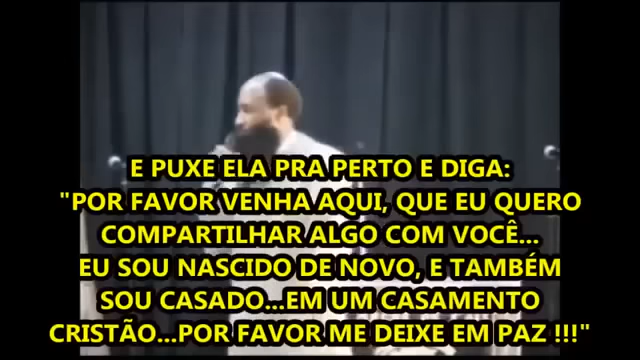 E PUXE ELA PRA PERTO E DIGA:
"POR FAVOR VENHA AQUI, QUE EU QUERO
COMPARTILHAR ALGO COM VOCÊ...
EU SOU NASCIDO DE NOVO, E TAMBÉM
SOU CASADO...EM UM CASAMENTO
CRISTÃO...POR FAVOR ME DEIXE EM PAZ !!!"